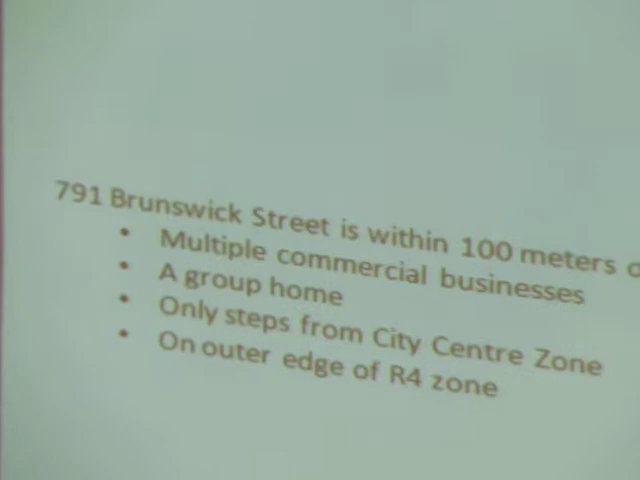 791 Brunswick Street is within 100 meters
• Multiple commercial businesses
• A group home
• Only steps from City Centre Zone
• On outer edge of R4 zone